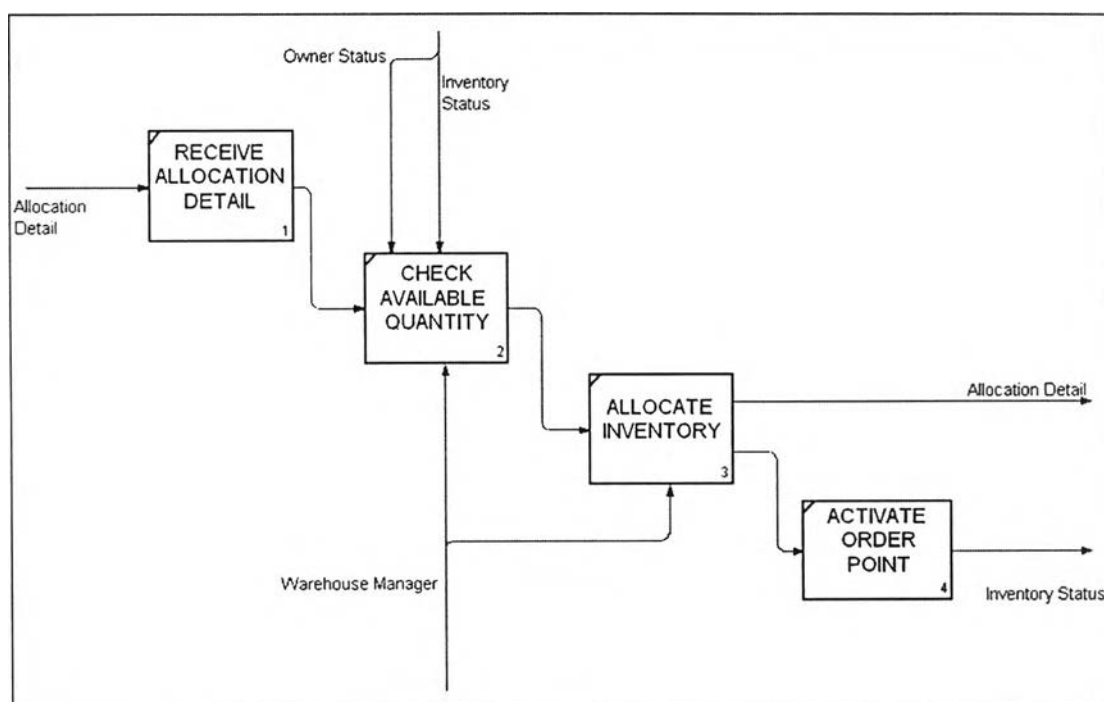 Owner Status
Inventory
Status
RECEIVE
ALLOCATION
DETAIL
1
Allocation
Detail
CHECK
AVAILABLE
QUANTITY
2
ALLOCATE
INVENTORY
3
Allocation Detail
ACTIVATE
ORDER
POINT
4
Warehouse Manager
Inventory Status